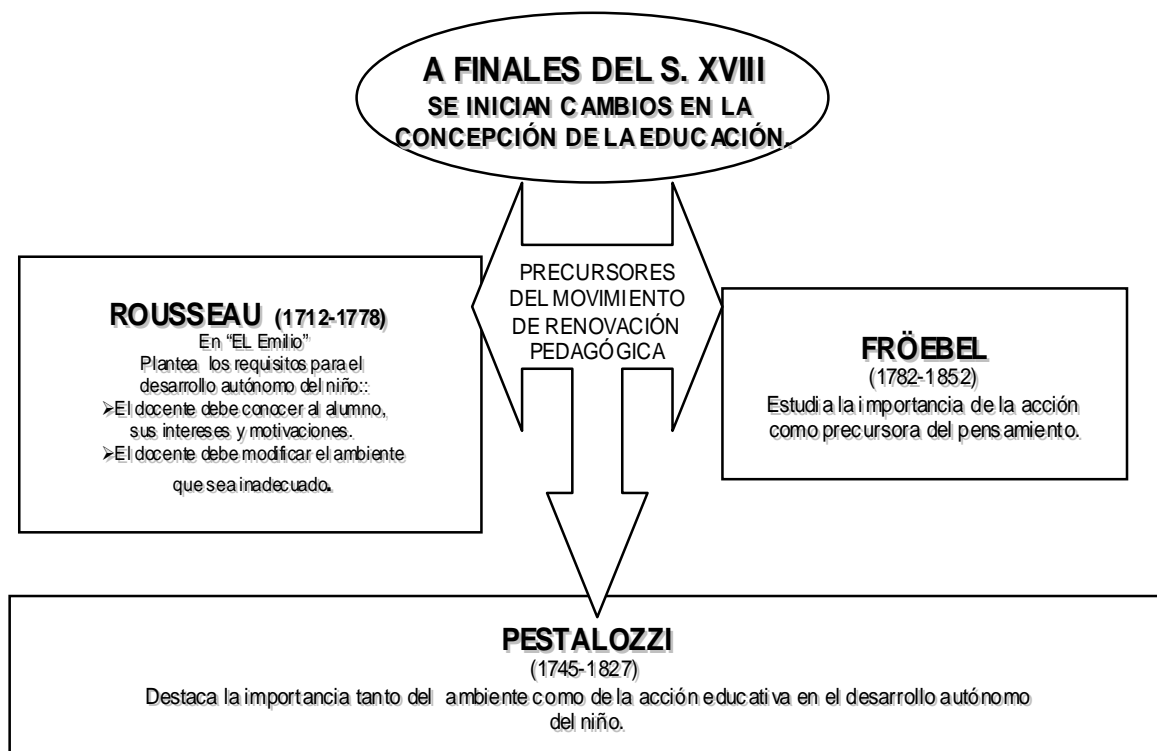 A FINALES DEL S. XVIII
SE INICIAN CAMBIOS EN LA
CONCEPCIÓN DE LA EDUCACIÓN.
PRECURSORES
DEL MOVIMIENTO
DE RENOVACIÓN
PEDAGÓGICA
ROUSSEAU (1712-1778)
En “EL Emilio”
Plantea los requisitos para el
desarrollo autónomo del niño::
➢El docente debe conocer al alumno,
sus intereses y motivaciones.
➢El docente debe modificar el ambiente
que sea inadecuado.
FRÖEBEL
(1782-1852)
Estudia la importancia de la acción
como precursora del pensamiento.
PESTALOZZI
(1745-1827)
Destaca la importancia tanto del ambiente como de la acción educativa en el desarrollo autónomo
del niño.